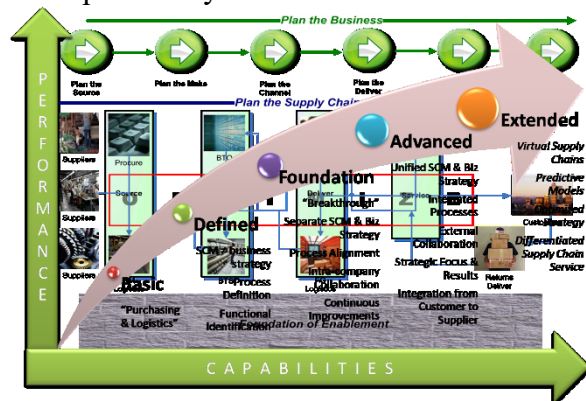 Plan the Business
Plan the Source
Plan the Make
Plan the Channel
Plan the Deliver
Plan the Supply Chain
PERFORMANCE
Suppliers
Suppliers
Suppliers
Procure
Source
BTO
Deliver
Service
Returns
Deliver
Extended
Virtual Supply
Chains
Predictive
Models
Strategy
Differentiated
Supply Chain
Service
Advanced
Unified SCM & Biz
Strategy
Integrated
Processes
External
Collaboration
Strategic Focus &
Results
Integration from
Customer to
Supplier
Foundation
"Breakthrough"
Separate SCM & Biz
Strategy
Process Alignment
Intra-company
Collaboration
Continuous
Improvements
Defined
SCM
business
strategy
Process
Definition
Functional
Identification
Basic
"Purchasing
& Logistics"
Foundation of Enablement
CAPABILITIES